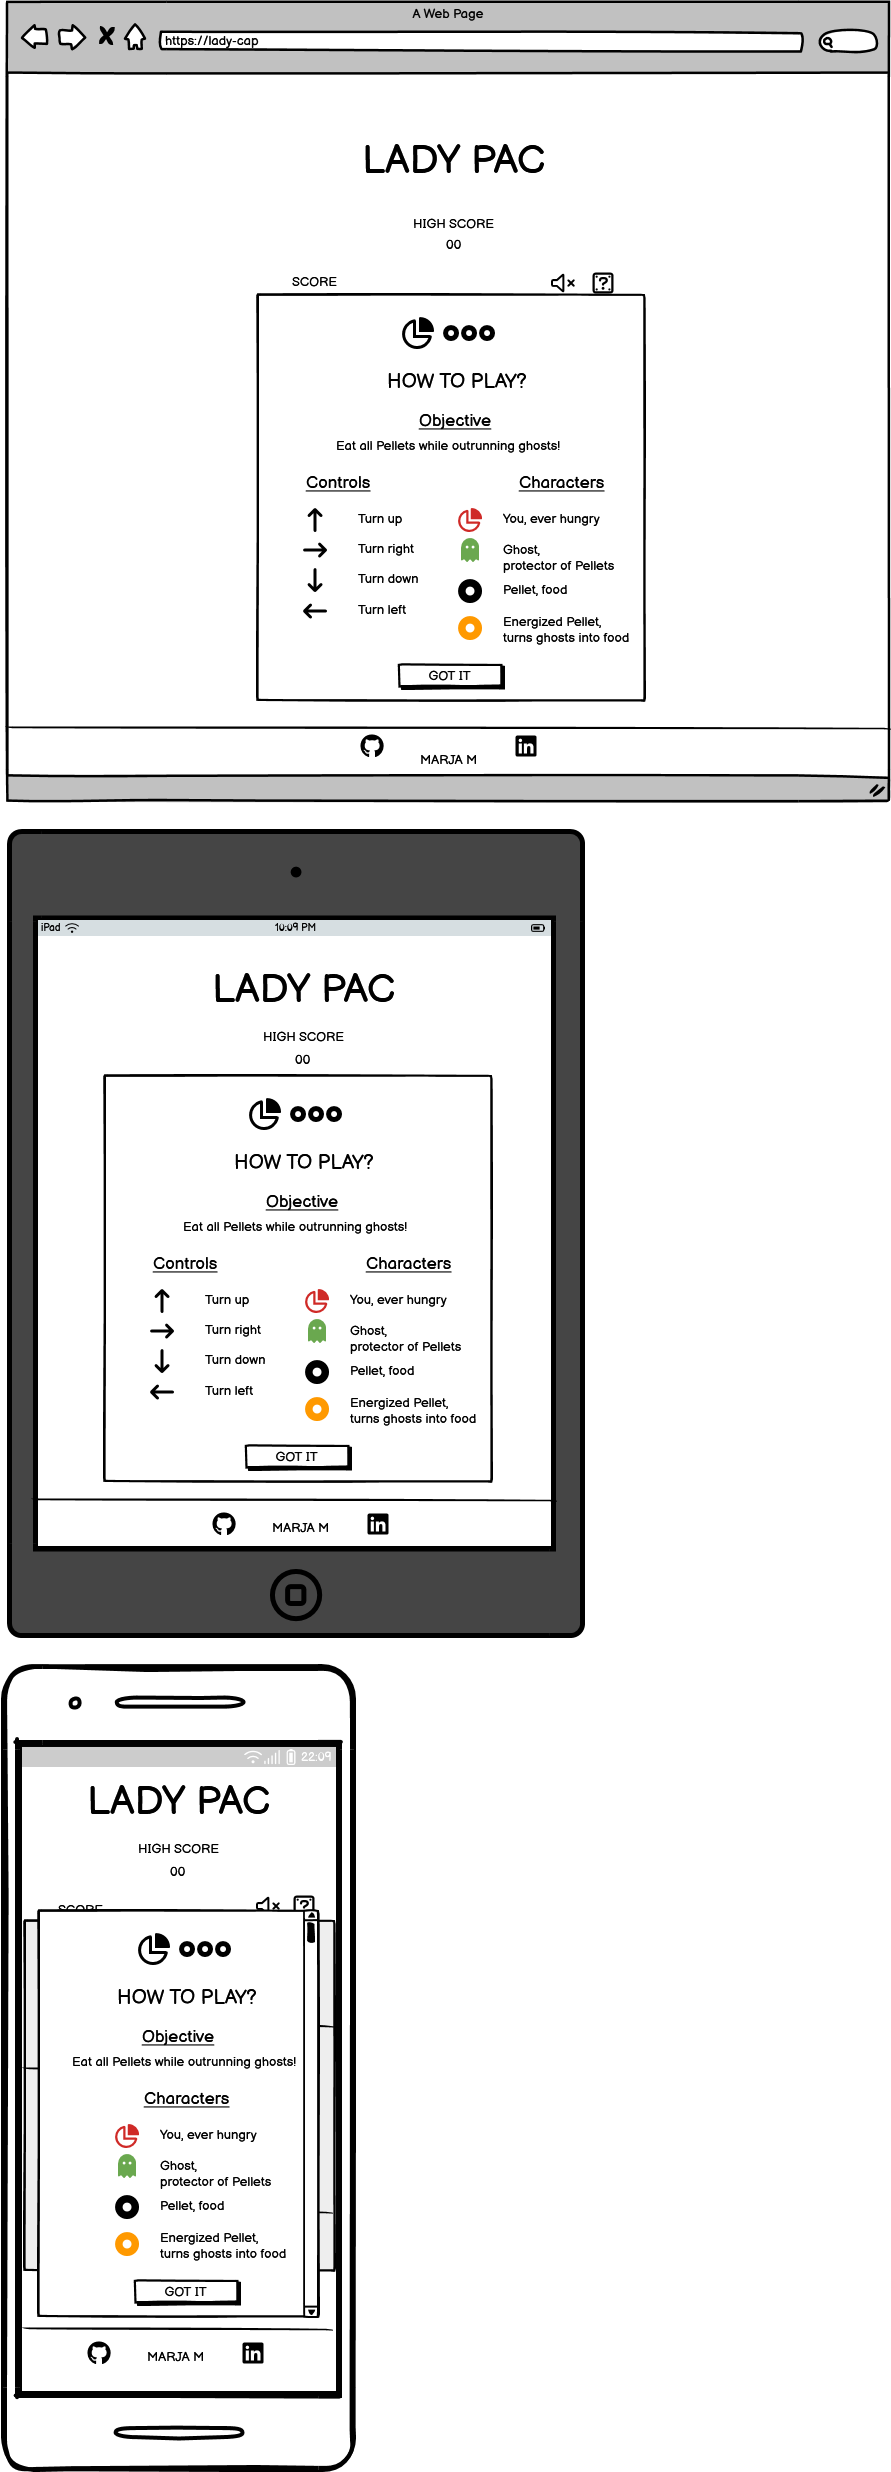 A Web Page
https://lady-cap
LADY PAC
HIGH SCORE
00
SCORE
?
HOW TO PLAY?
Objective
Eat all Pellets while outrunning ghosts!
Controls
Turn up
Turn right
Turn down
Turn left
Characters
You, ever hungry
Ghost,
protector of Pellets
Pellet, food
Energized Pellet,
turns ghosts into food
GOT IT
MARJA M
in
iPad
10:09 PM
LADY PAC
HIGH SCORE
00
HOW TO PLAY?
Objective
Eat all Pellets while outrunning ghosts!
Controls
Turn up
Turn right
Turn down
Turn left
Characters
You, ever hungry
Ghost,
protector of Pellets
Pellet, food
Energized Pellet,
turns ghosts into food
GOT IT
MARJA M
in
22:09
LADY PAC
HIGH SCORE
00
SCORE
?
HOW TO PLAY?
Objective
Eat all Pellets while outrunning ghosts!
Characters
You, ever hungry
Ghost,
protector of Pellets
Pellet, food
Energized Pellet,
turns ghosts into food
GOT IT
MARJA M
in